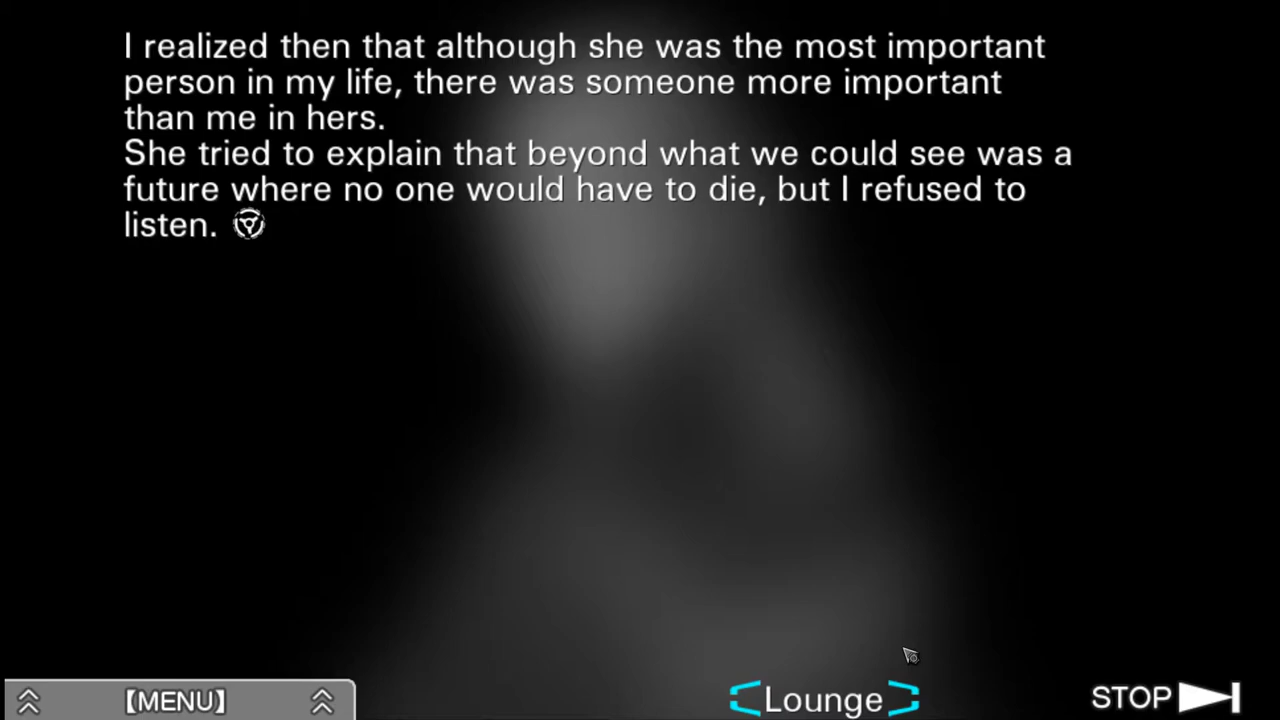 I realized then that although she was the most important
person in my life, there was someone more important
than me in hers.
She tried to explain that beyond what we could see was a
future where no one would have to die, but I refused to
listen.
【MENU】
Lounge
STOP